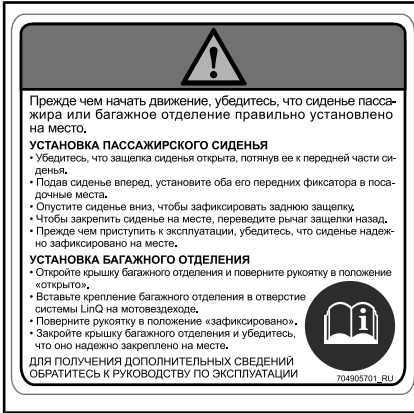 Прежде чем начать движение, убедитесь, что сиденье пасса-
жира или багажное отделение правильно установлено
на место.
УСТАНОВКА ПАССАЖИРСКОГО СИДЕНЬЯ
• Убедитесь, что защелка сиденья открыта, потянув ее к передней части си-
денья.
• Подав сиденье вперед, установите оба его передних фиксатора в поса-
дочные места.
• Опустите сиденье вниз, чтобы зафиксировать заднюю защелку.
• Чтобы закрепить сиденье на месте, переведите рычаг защелки назад.
• Прежде чем приступить к эксплуатации, убедитесь, что сиденье надеж-
но зафиксировано на месте.
УСТАНОВКА БАГАЖНОГО ОТДЕЛЕНИЯ
• Откройте крышку багажного отделения и поверните рукоятку в положение
«открыто».
• Вставьте крепление багажного отделения в отверстие
системы LinQ на мотовездеходе.
• Поверните рукоятку в положение «зафиксировано».
• Закройте крышку багажного отделения и убедитесь,
что оно надежно закреплено на месте.
ДЛЯ ПОЛУЧЕНИЯ ДОПОЛНИТЕЛЬНЫХ СВЕДЕНИЙ
ОБРАТИТЕСЬ К РУКОВОДСТВУ ПО ЭКСПЛУАТАЦИИ
704905701_RU